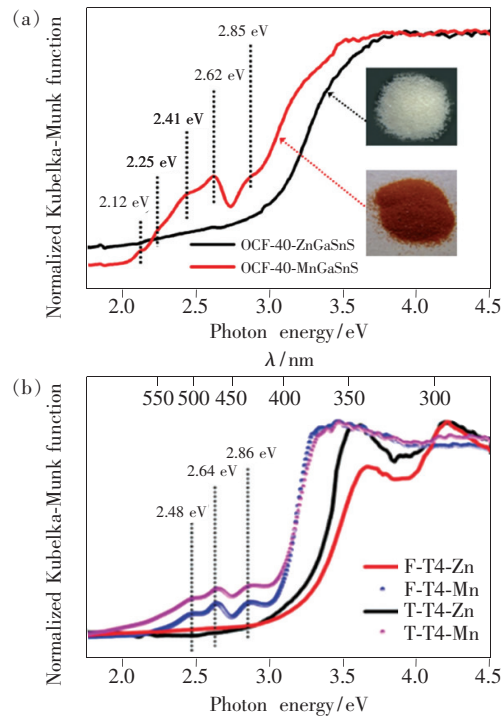 (a)
Normalized Kubelka-Munk function
2.85 eV
2.62 eV
2.41 eV
2.25 eV
2.12 eV
OCF-40-ZnGaSnS
OCF-40-MnGaSnS
2.0 2.5 3.0 3.5 4.0 4.5
Photon energy/eV
λ/nm
(b)
550 500 450 400 350 300
Normalized Kubelka-Munk function
2.86 eV
2.64 eV
2.48 eV
F-T4-Zn
F-T4-Mn
T-T4-Zn
T-T4-Mn
2.0 2.5 3.0 3.5 4.0 4.5
Photon energy/eV